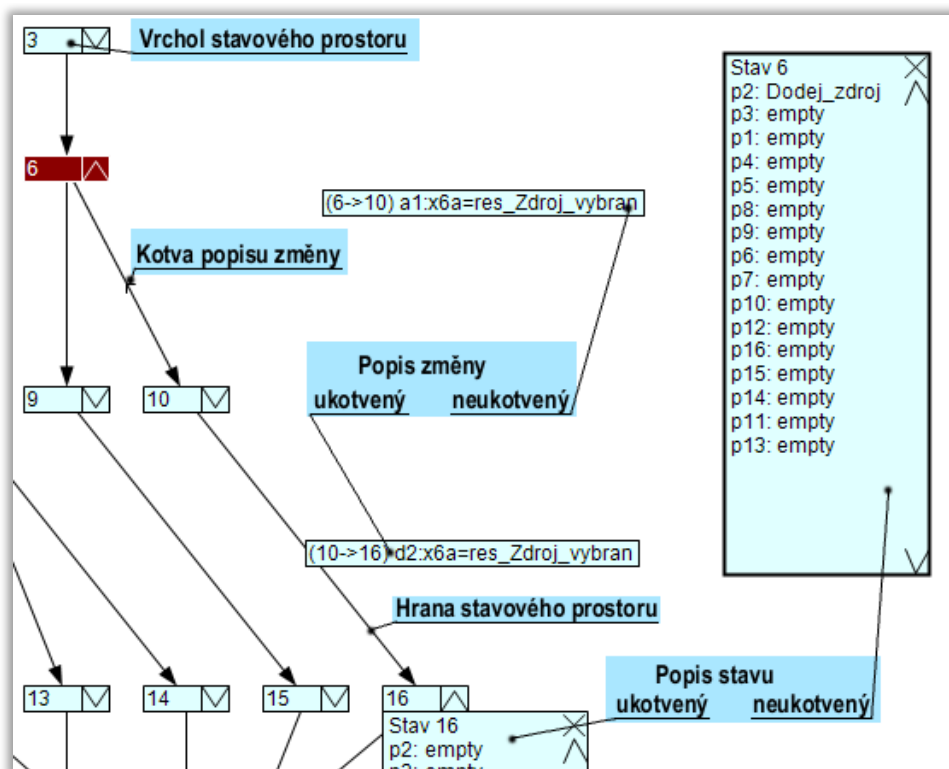 3
Vrchol stavového prostoru
6
(6->10) a1:x6a=res_Zdroj_vybran
Kotva popisu změny
Popis změny
ukotvený neukotvený
9
10
(10->16) d2:x6a=res_Zdroj_vybran
Hrana stavového prostoru
13
14
15
16
Stav 16
p2: empty
Popis stavu
ukotvený neukotvený
Stav 6
p2: Dodej_zdroj
p3: empty
p1: empty
p4: empty
p5: empty
p8: empty
p9: empty
p6: empty
p7: empty
p10: empty
p12: empty
p16: empty
p15: empty
p14: empty
p11: empty
p13: empty